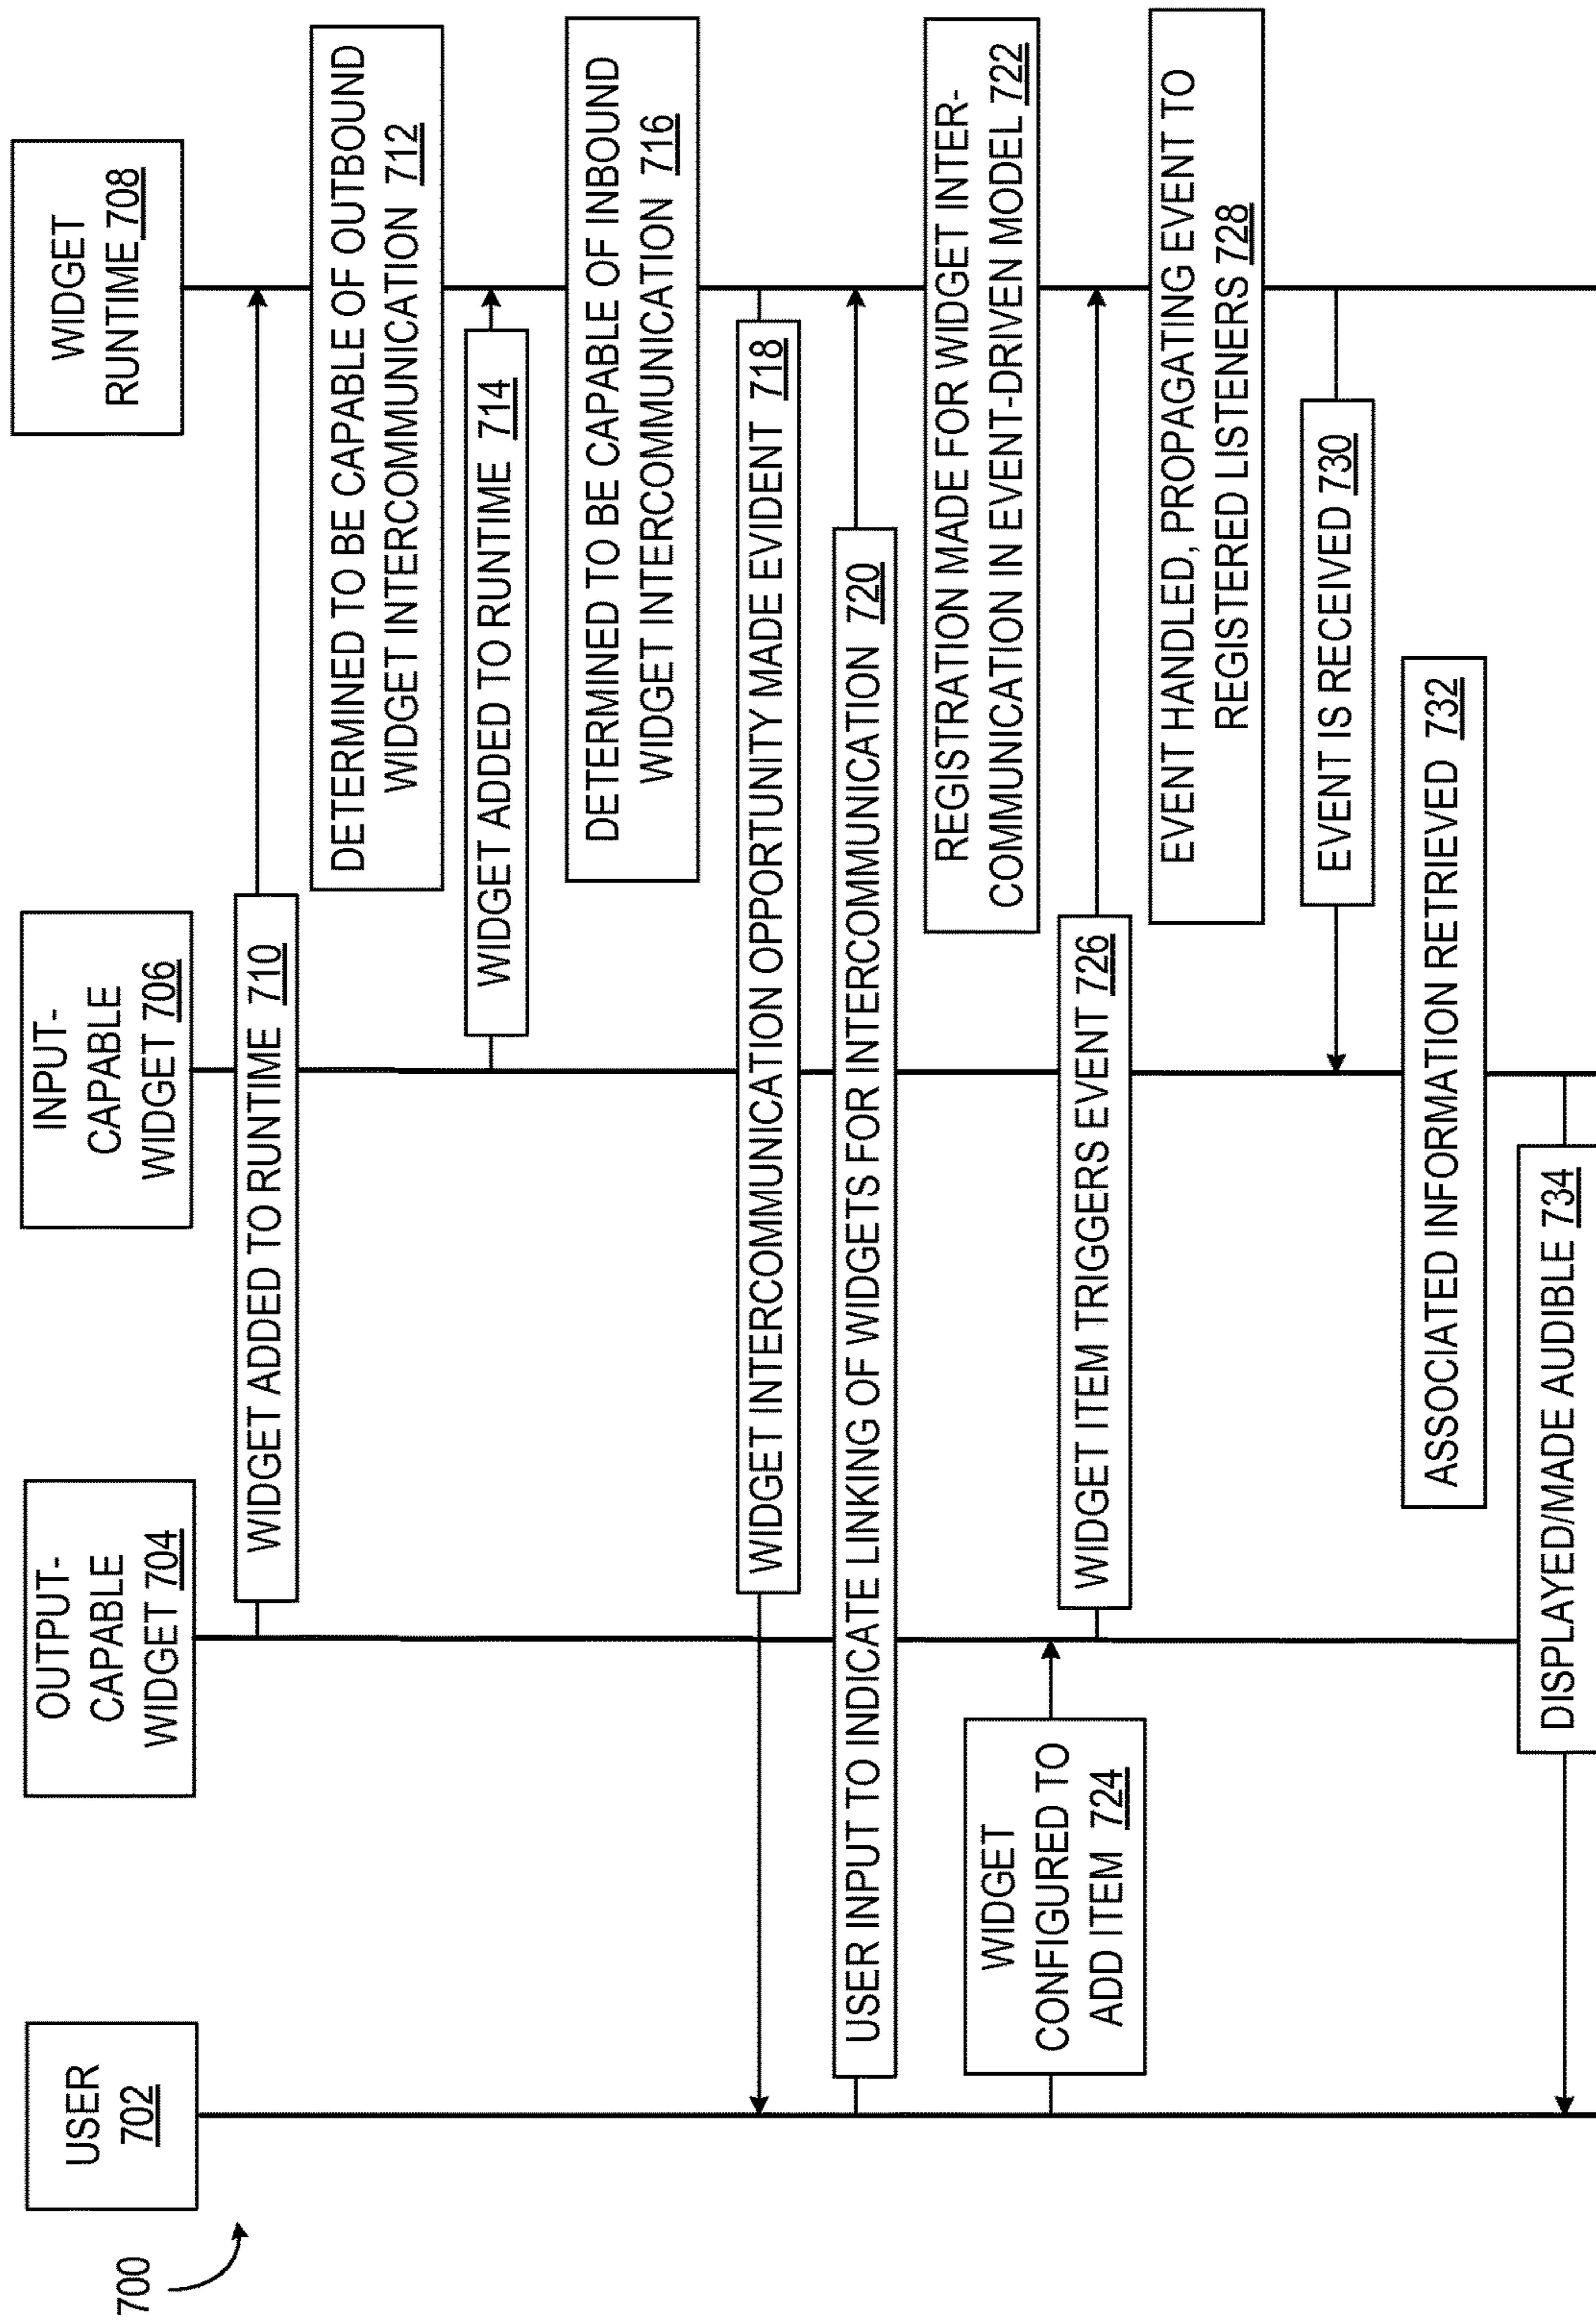 700
USER
702
OUTPUT-
CAPABLE
WIDGET 704
INPUT-
CAPABLE
WIDGET 706
WIDGET
RUNTIME 708
WIDGET ADDED TO RUNTIME 710
DETERMINED TO BE CAPABLE OF OUTBOUND
WIDGET INTERCOMMUNICATION 712
WIDGET ADDED TO RUNTIME 714
DETERMINED TO BE CAPABLE OF INBOUND
WIDGET INTERCOMMUNICATION 716
WIDGET INTERCOMMUNICATION OPPORTUNITY MADE EVIDENT 718
USER INPUT TO INDICATE LINKING OF WIDGETS FOR INTERCOMMUNICATION 720
REGISTRATION MADE FOR WIDGET INTER-
COMMUNICATION IN EVENT-DRIVEN MODEL 722
WIDGET
CONFIGURED TO
ADD ITEM 724
WIDGET ITEM TRIGGERS EVENT 726
EVENT HANDLED, PROPAGATING EVENT TO
REGISTERED LISTENERS 728
EVENT IS RECEIVED 730
ASSOCIATED INFORMATION RETRIEVED 732
DISPLAYED/MADE AUDIBLE 734